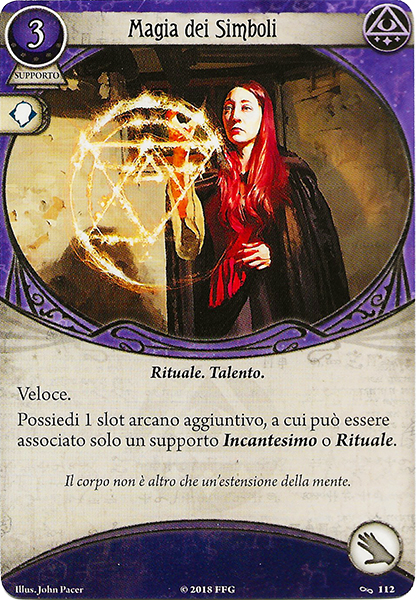 3
Magia dei Simboli
SUPPORTO
Rituale. Talento.
Veloce.
Possiedi 1 slot arcano aggiuntivo, a cui può essere
associato solo un supporto Incantesimo o Rituale.
Il corpo non è altro che un'estensione della mente.
Illus. John Pacer
© 2018 FFG
112